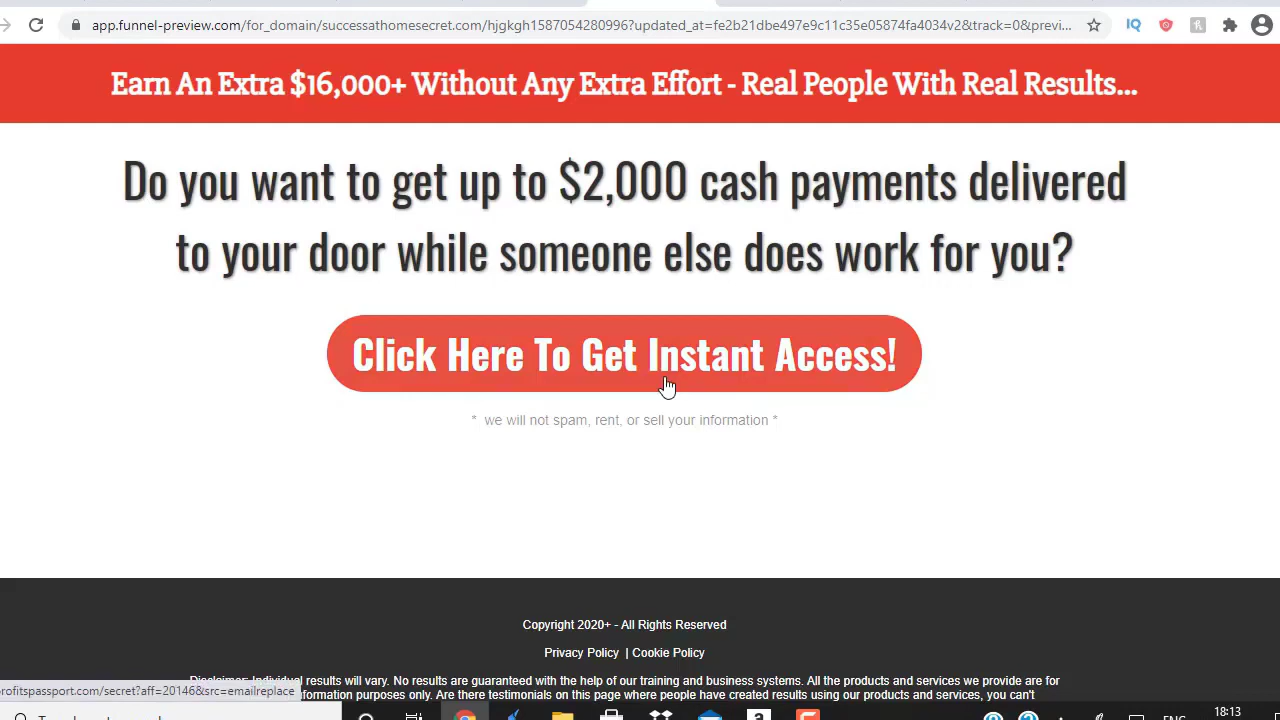 app.funnel-preview.com/for_domain/successathomesecret.com/hjgkgh1587054280996?updated_at=fe2b21dbe497e9c11c35e05874fa4034v2&track=0&previ...
IQ
Earn An Extra $16,000+ Without Any Extra Effort - Real People With Real Results...
Do you want to get up to $2,000 cash payments delivered
to your door while someone else does work for you?
Click Here To Get Instant Access!
* we will not spam, rent, or sell your information *
Copyright 2020+ - All Rights Reserved
Privacy Policy | Cookie Policy
Disclaimer: Individual results will vary. No results are guaranteed with the help of our training and business systems. All the products and services we provide are for
information purposes only. Are there testimonials on this page where people have created results using our products and services, you can't
rofitspassport.com/secret?aff=20146&src=emailreplace
ENG
18:13